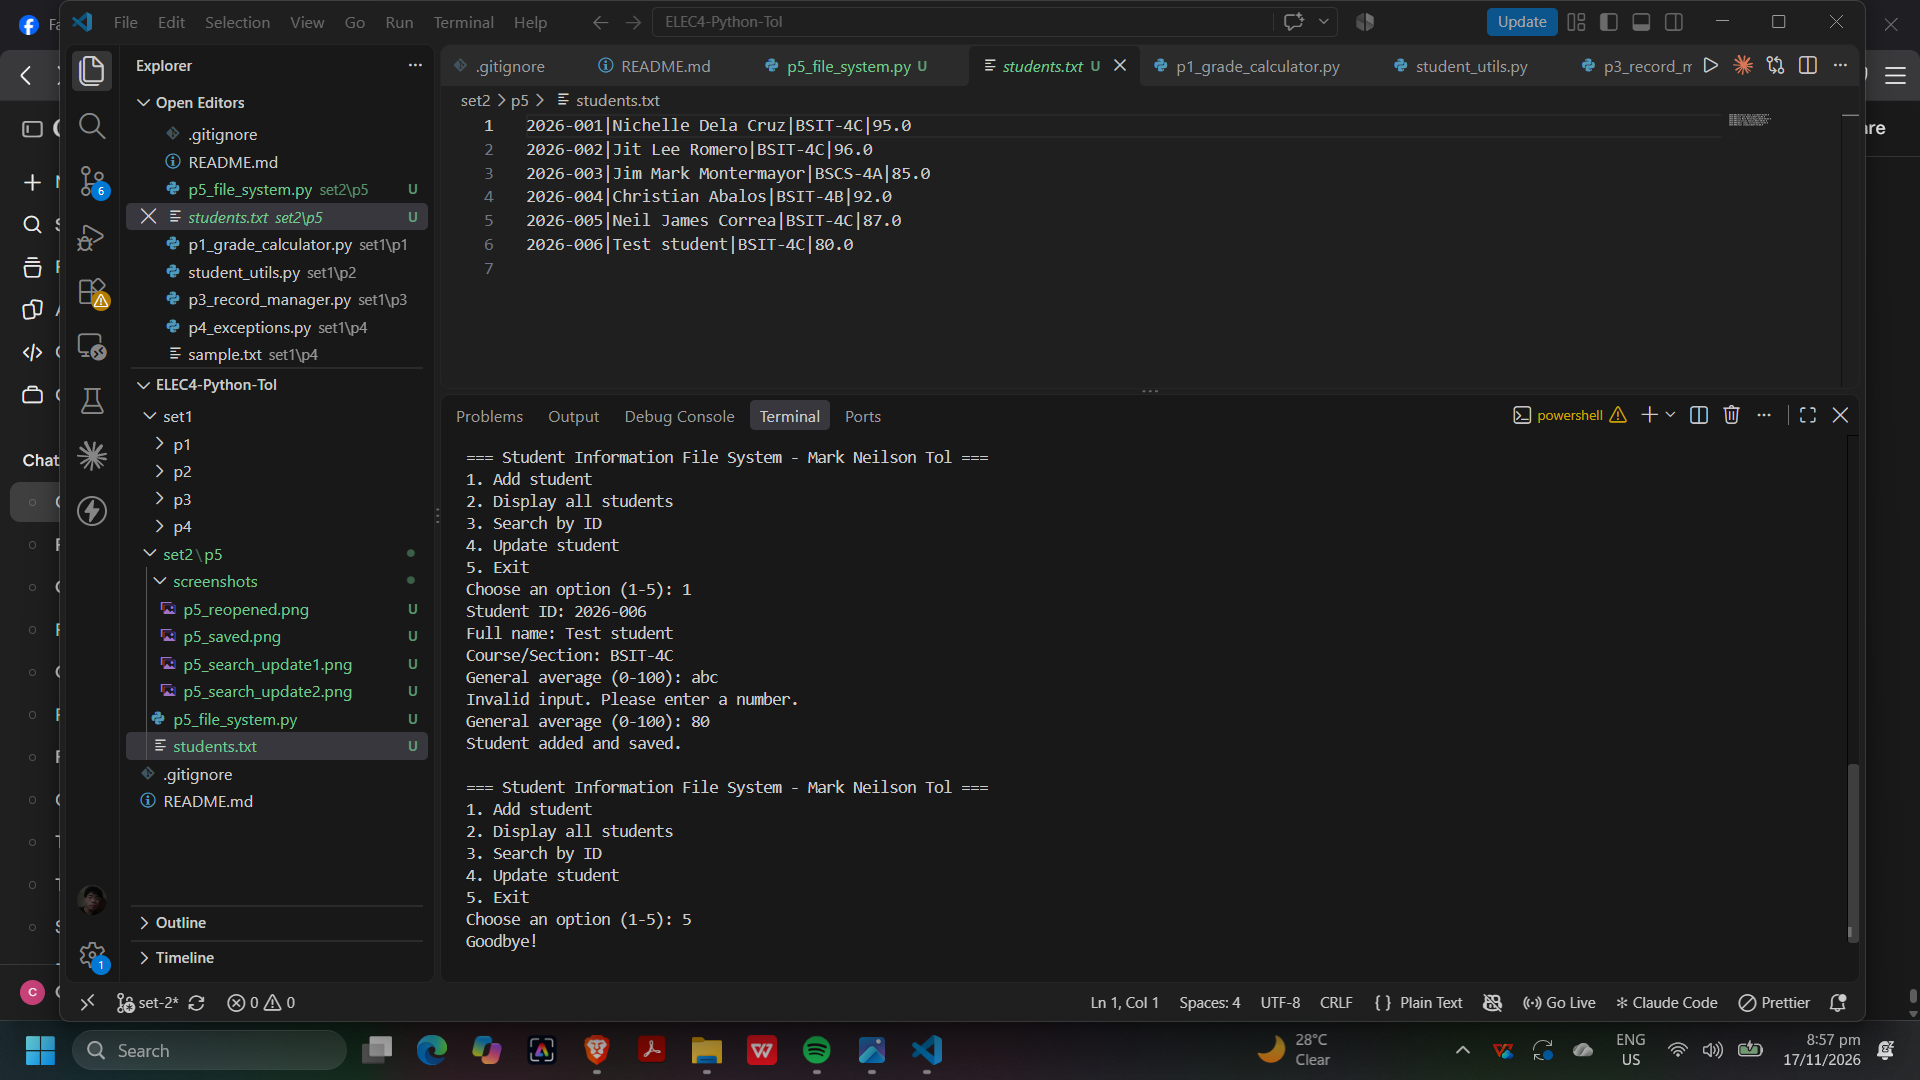 File Edit Selection View Go Run Terminal Help
ELEC4-Python-Tol
Update
Explorer
Open Editors
.gitignore
README.md
p5_file_system.py set2\p5 U
students.txt set2\p5 U
p1_grade_calculator.py set1\p1
student_utils.py set1\p2
p3_record_manager.py set1\p3
p4_exceptions.py set1\p4
sample.txt set1\p4
ELEC4-Python-Tol
set1
p1
p2
p3
p4
set2\p5
screenshots
p5_reopened.png U
p5_saved.png U
p5_search_update1.png U
p5_search_update2.png U
p5_file_system.py U
students.txt U
.gitignore
README.md
Outline
Timeline
6
1
Chat
C
.gitignore README.md p5_file_system.py U students.txt U p1_grade_calculator.py student_utils.py p3_record_m
set2 > p5 > students.txt
1 2026-001|Nichelle Dela Cruz|BSIT-4C|95.0
2 2026-002|Jit Lee Romero|BSIT-4C|96.0
3 2026-003|Jim Mark Montermayor|BSCS-4A|85.0
4 2026-004|Christian Abalos|BSIT-4B|92.0
5 2026-005|Neil James Correa|BSIT-4C|87.0
6 2026-006|Test student|BSIT-4C|80.0
7
Problems Output Debug Console Terminal Ports
powershell
=== Student Information File System - Mark Neilson Tol ===
1. Add student
2. Display all students
3. Search by ID
4. Update student
5. Exit
Choose an option (1-5): 1
Student ID: 2026-006
Full name: Test student
Course/Section: BSIT-4C
General average (0-100): abc
Invalid input. Please enter a number.
General average (0-100): 80
Student added and saved.
=== Student Information File System - Mark Neilson Tol ===
1. Add student
2. Display all students
3. Search by ID
4. Update student
5. Exit
Choose an option (1-5): 5
Goodbye!
set-2* 0 0
Ln 1, Col 1 Spaces: 4 UTF-8 CRLF {} Plain Text Go Live Claude Code Prettier
Search
28°C
Clear
ENG
US
8:57 pm
17/11/2026